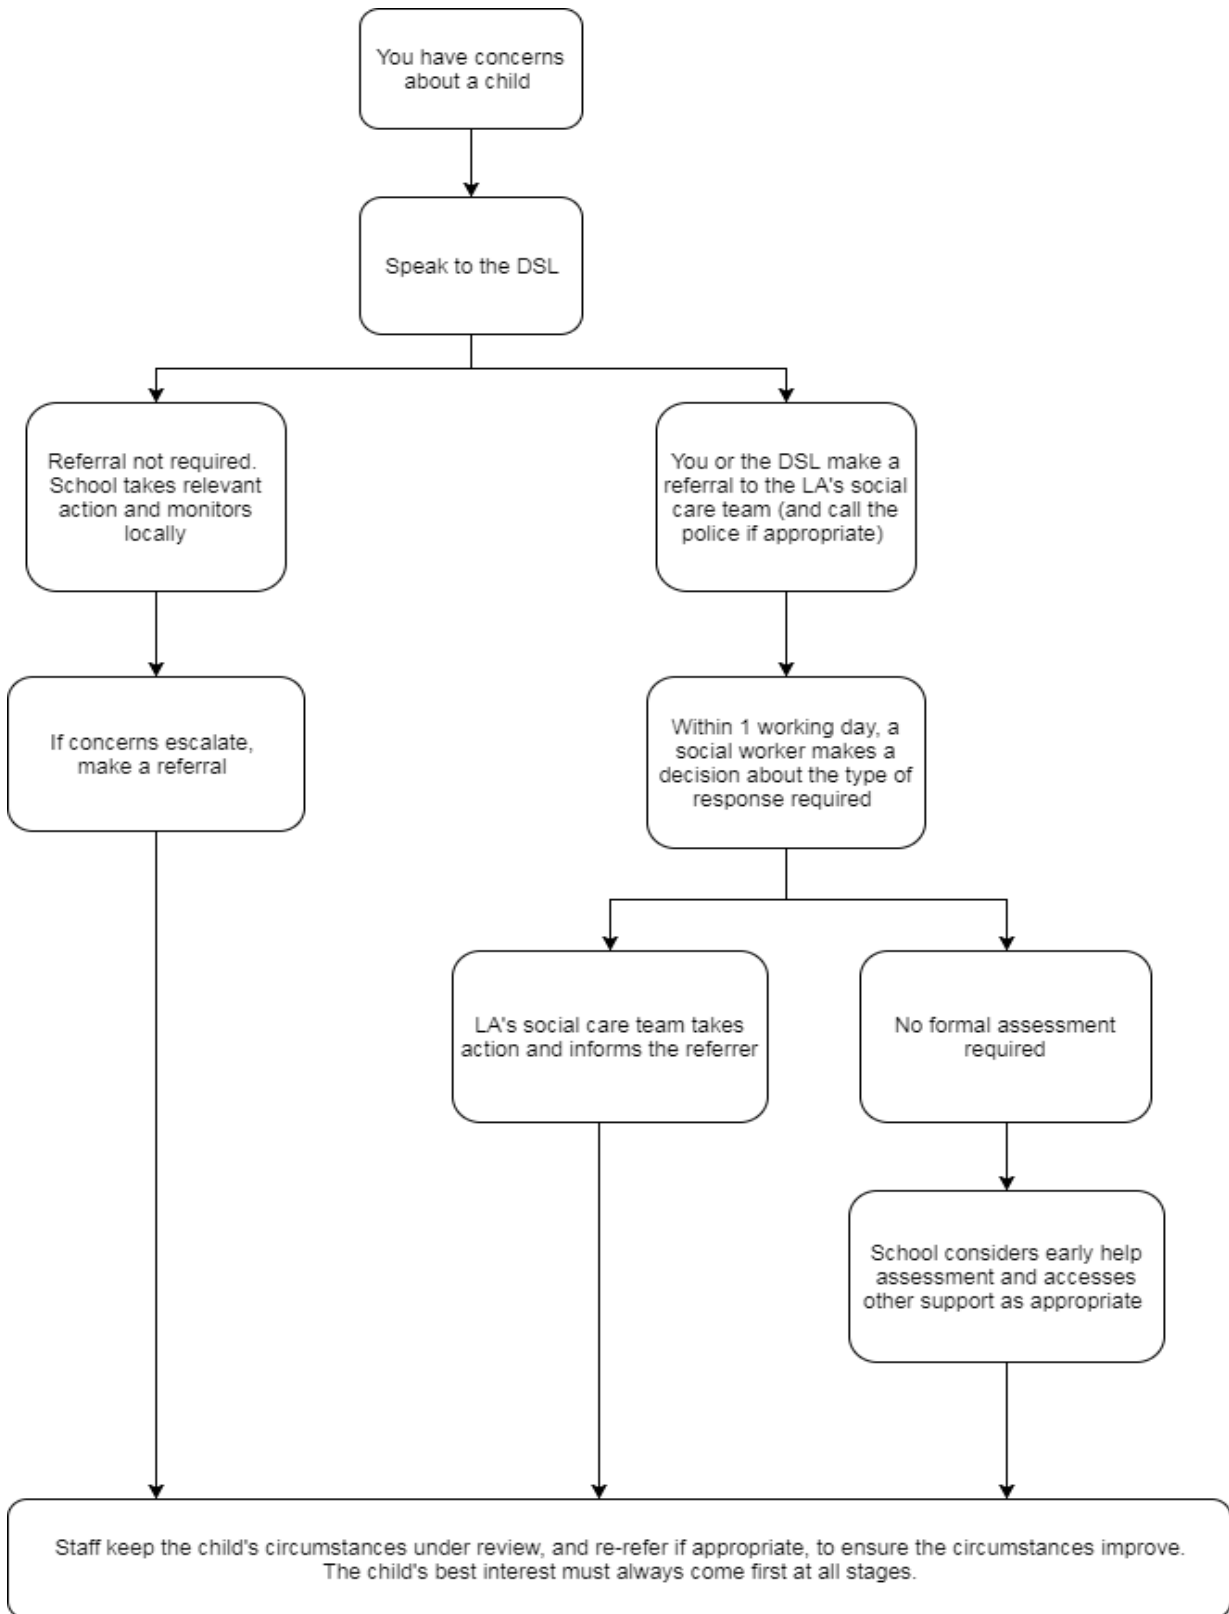 You have concerns
about a child
Speak to the DSL
Referral not required.
School takes relevant
action and monitors
locally
You or the DSL make a
referral to the LA's social
care team (and call the
police if appropriate)
If concerns escalate,
make a referral
Within 1 working day, a
social worker makes a
decision about the type of
response required
LA's social care team takes
action and informs the referrer
No formal assessment
required
School considers early help
assessment and accesses
other support as appropriate
Staff keep the child's circumstances under review, and re-refer if appropriate, to ensure the circumstances improve.
The child's best interest must always come first at all stages.